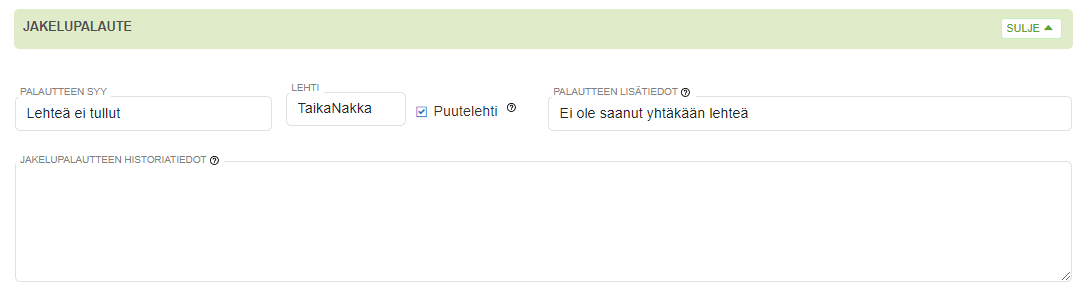 JAKELUPALAUTE
SULJE
PALAUTTEEN SYY
Lehteä ei tullut
LEHTI
TaikaNakka
Puutelehti
PALAUTTEEN LISÄTIEDOT
Ei ole saanut yhtäkään lehteä
JAKELUPALAUTTEEN HISTORIATIEDOT